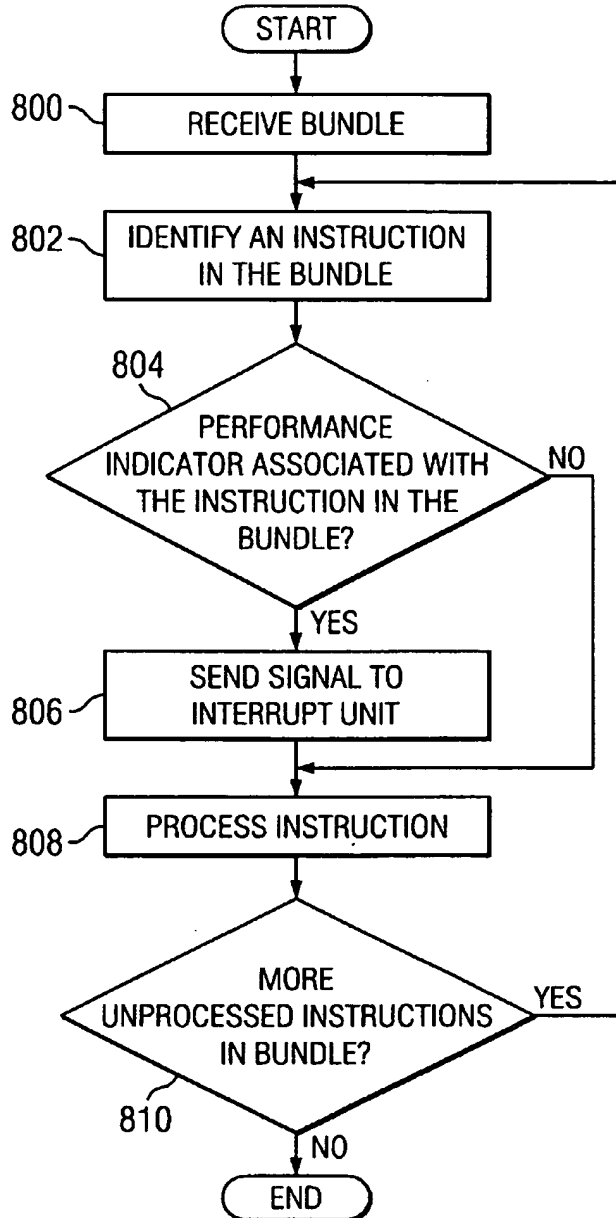 START
800
RECEIVE BUNDLE
802
IDENTIFY AN INSTRUCTION
IN THE BUNDLE
804
PERFORMANCE
INDICATOR ASSOCIATED WITH
THE INSTRUCTION IN THE
BUNDLE?
NO
YES
806
SEND SIGNAL TO
INTERRUPT UNIT
808
PROCESS INSTRUCTION
MORE
UNPROCESSED INSTRUCTIONS
IN BUNDLE?
YES
810
NO
END